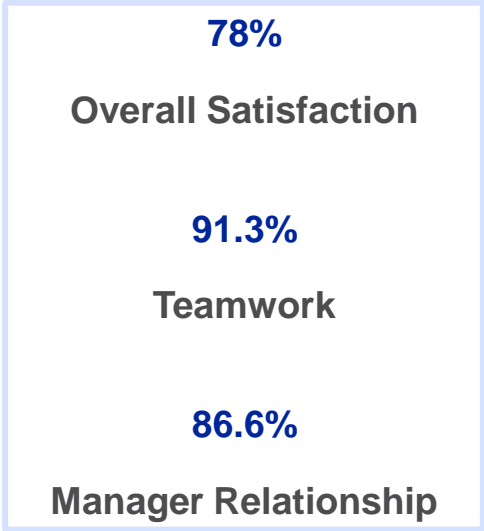 78%
Overall Satisfaction
91.3%
Teamwork
86.6%
Manager Relationship